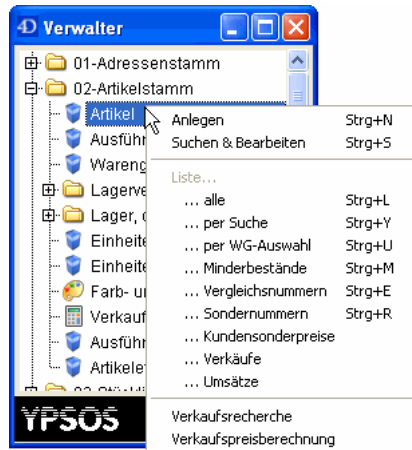 4D Verwalter
01-Adressenstamm
02-Artikelstamm
Artikel
Anlegen Strg+N
Suchen & Bearbeiten Strg+S
Liste...
... alle Strg+L
... per Suche Strg+Y
... per WG-Auswahl Strg+U
... Minderbestände Strg+M
... Vergleichsnummern Strg+E
... Sondernummern Strg+R
... Kundensonderpreise
... Verkäufe
... Umsätze
Verkaufsrecherche
Verkaufspreisberechnung
Ausführ
Wareng
Lagerve
Lager,
Einheite
Einheite
Farb- u
Verkauf
Ausführ
Artikele
YPSOS